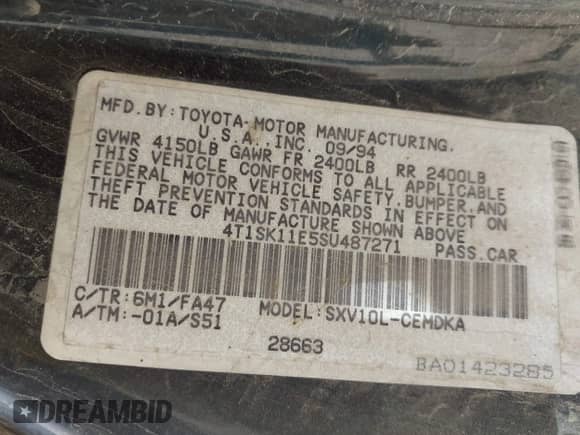 MFD. BY: TOYOTA MOTOR MANUFACTURING.
U.S.A., INC. 09/94
GVWR 4150LB GAWR FR 2400LB RR 2400LB
THIS VEHICLE CONFORMS TO ALL APPLICABLE
FEDERAL MOTOR VEHICLE SAFETY, BUMPER, AND
THEFT PREVENTION STANDARDS IN EFFECT ON
THE DATE OF MANUFACTURE SHOWN ABOVE
4T1SK11E5SU487271 PASS. CAR
C/TR: 6M1/FA47 MODEL: SXV10L-CEMDKA
A/TM: -01A/S51
28663
BA01423285
DREAMBID